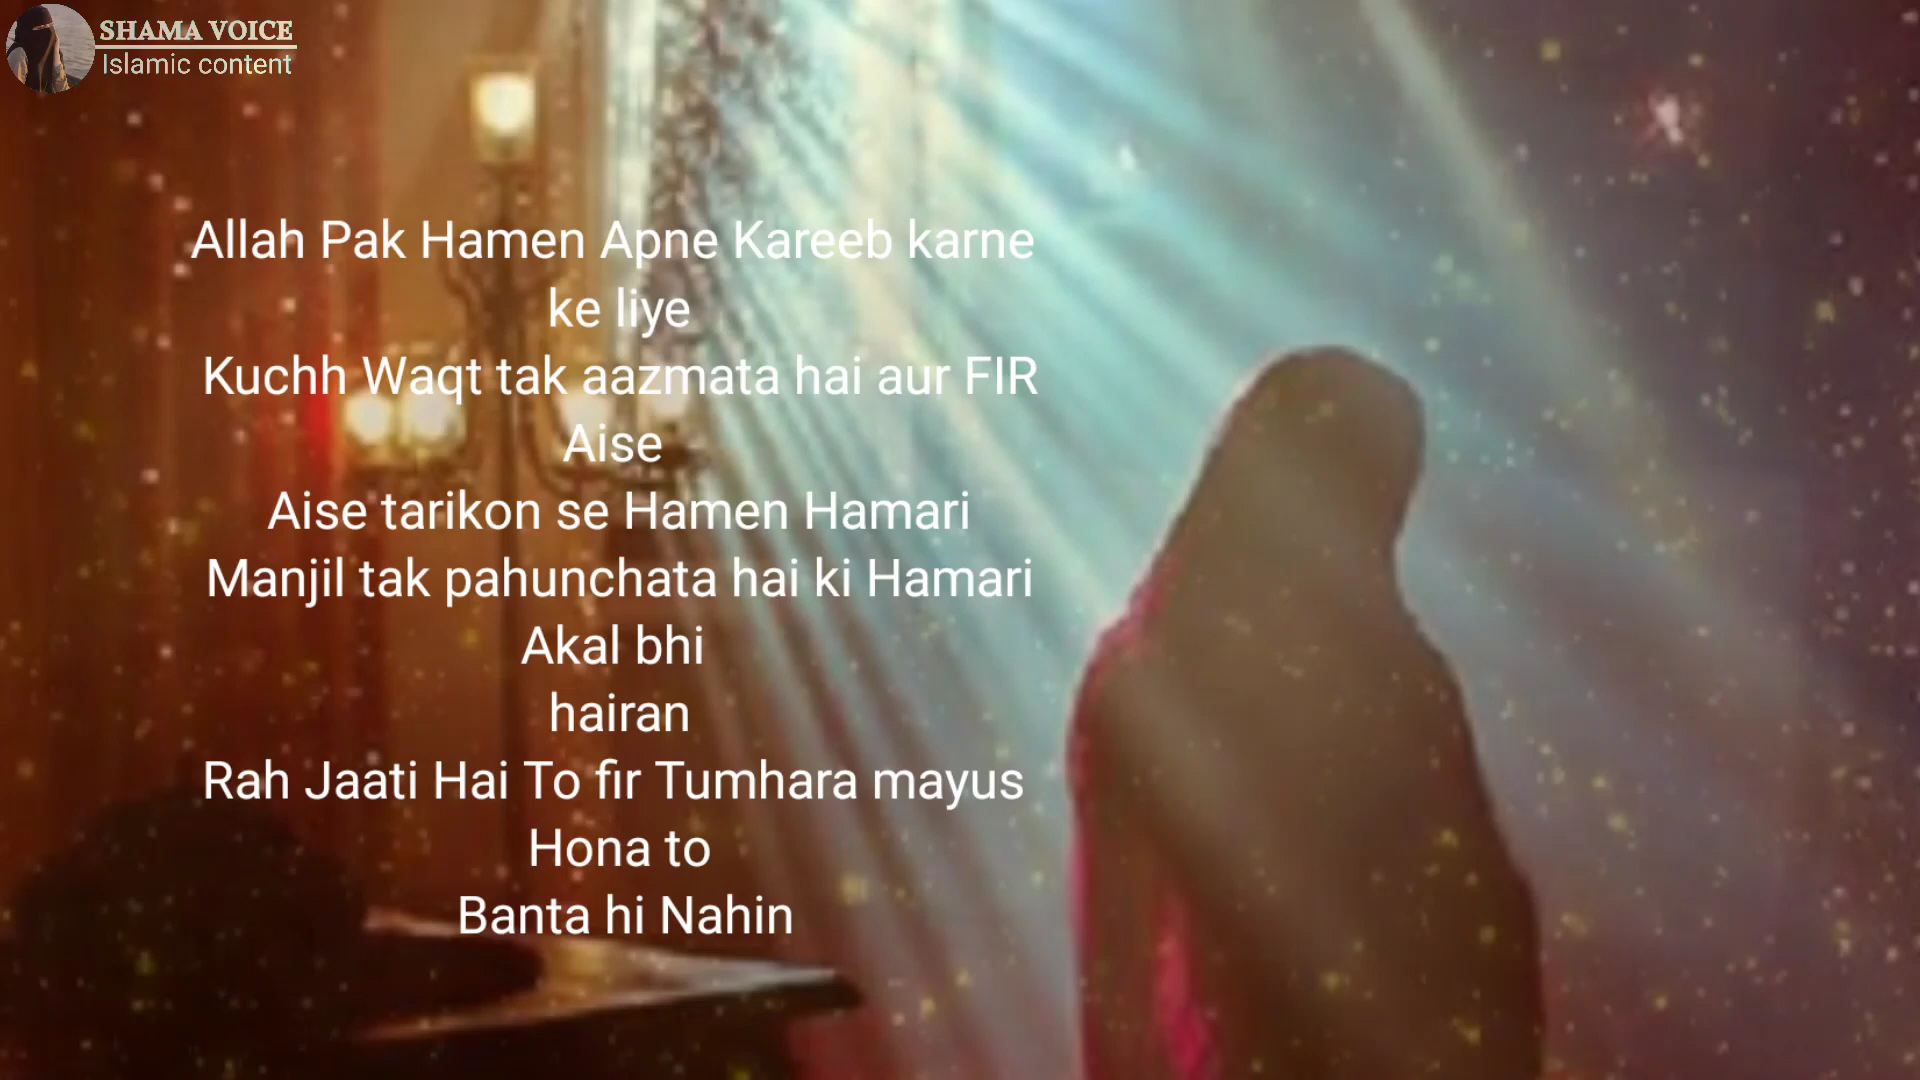 SHAMA VOICE
Islamic content
Allah Pak Hamen Apne Kareeb karne
ke liye
Kuchh Waqt tak aazmata hai aur FIR
Aise
Aise tarikon se Hamen Hamari
Manjil tak pahunchata hai ki Hamari
Akal bhi
hairan
Rah Jaati Hai To fir Tumhara mayus
Hona to
Banta hi Nahin